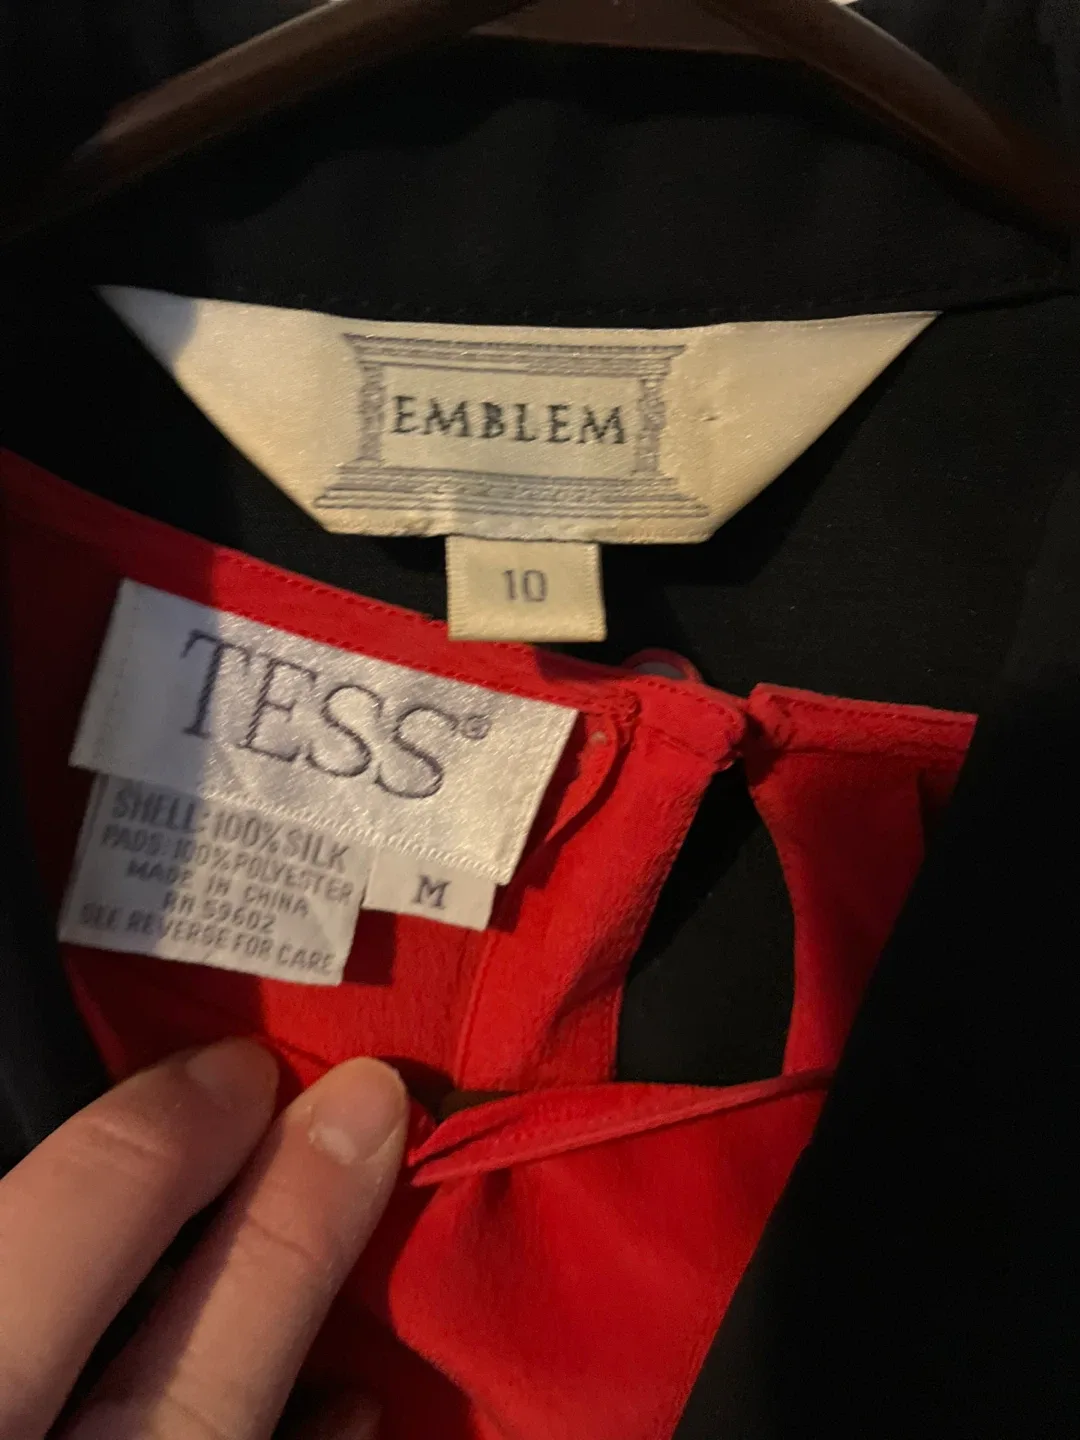 EMBLEM
10
TESS®
SHELL: 100% SILK
PADS: 100% POLYESTER
MADE IN CHINA
RN 59602
SEE REVERSE FOR CARE
M